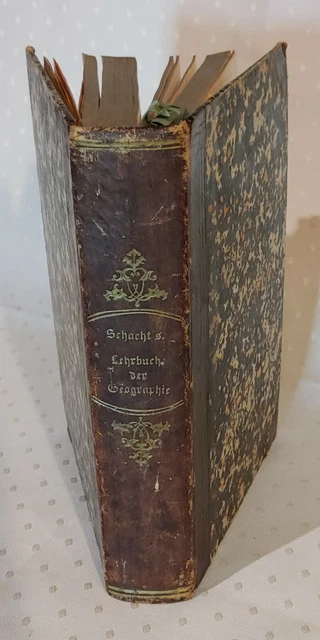 Schacht s.
Lehrbuch
der
Geographie